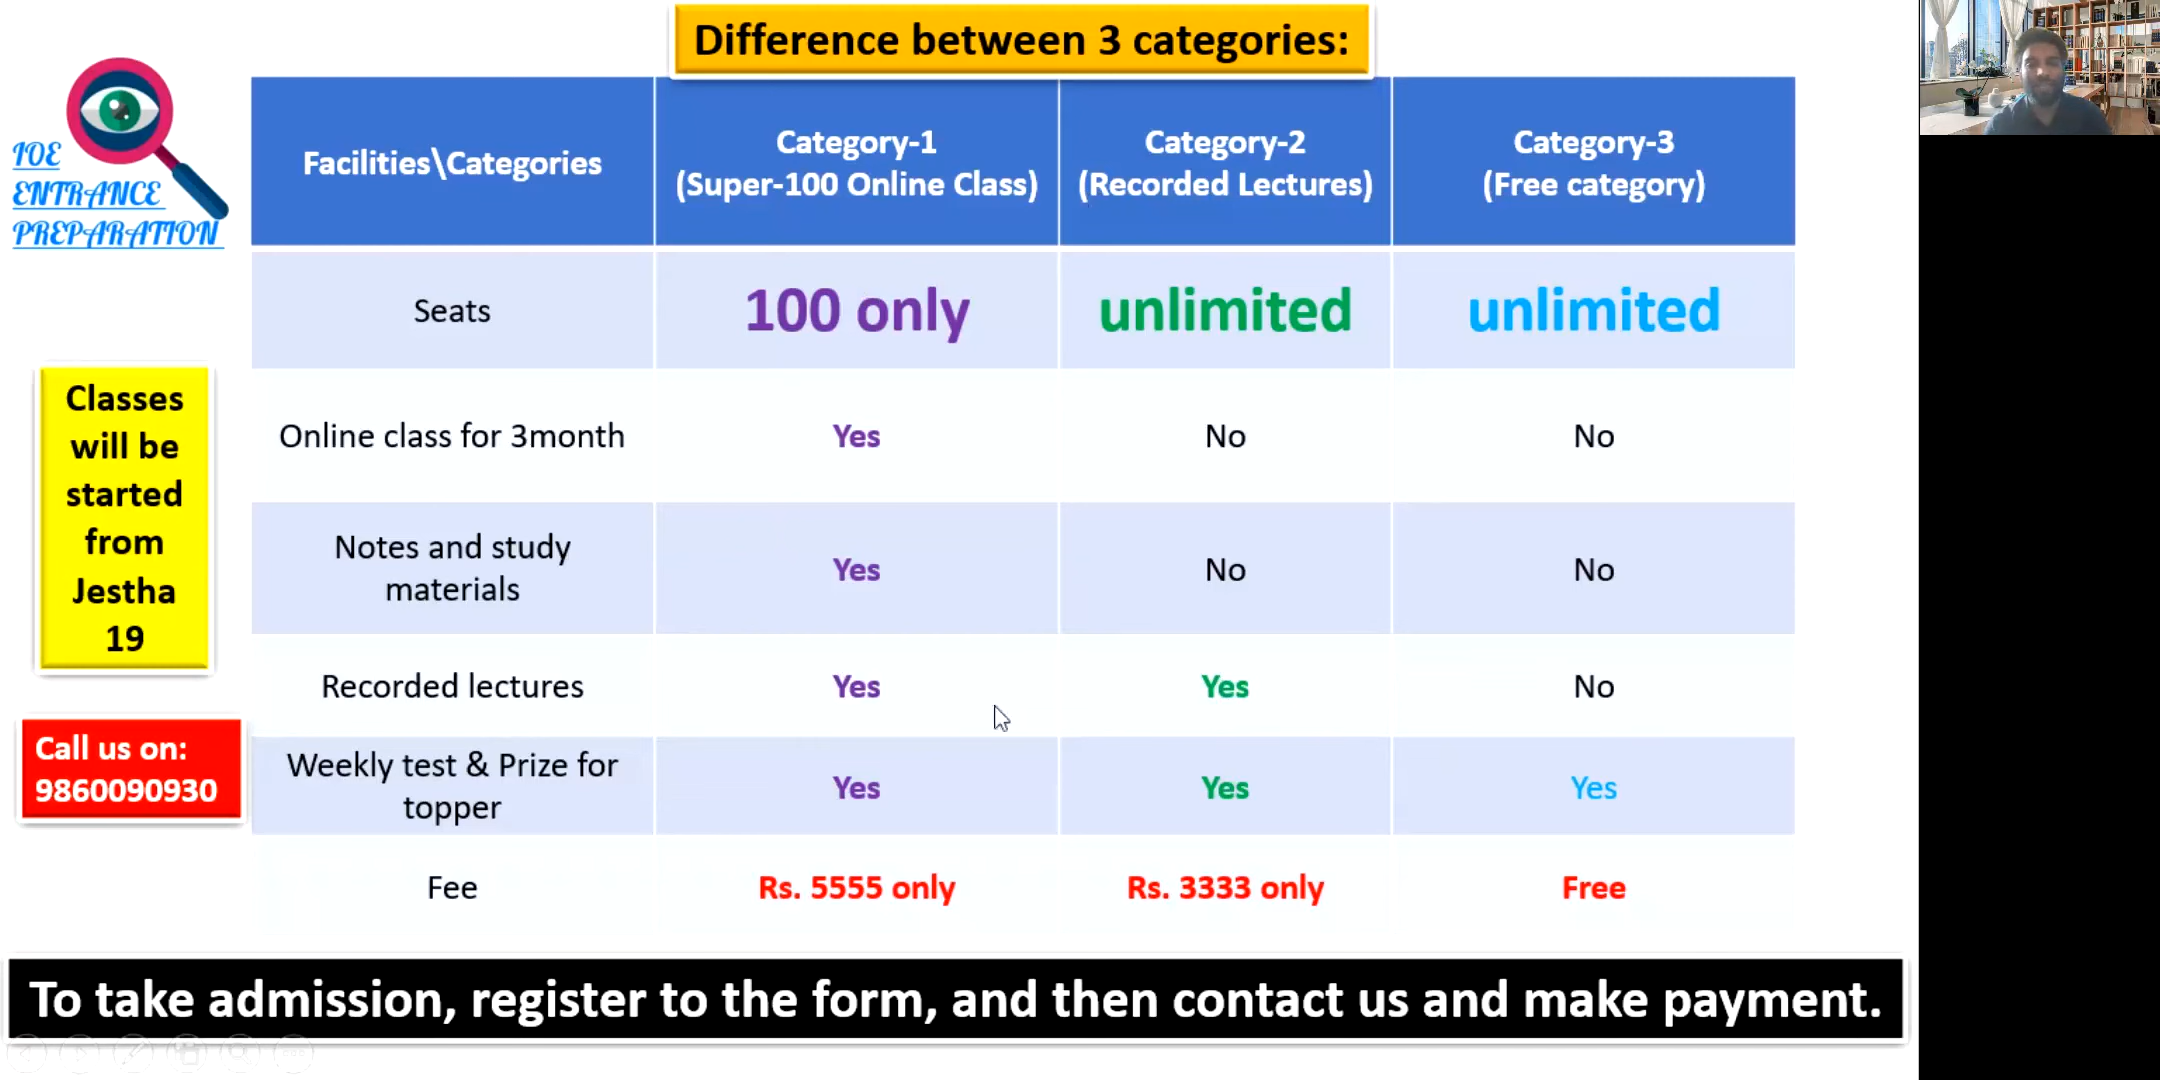 Difference between 3 categories:
IOE
ENTRANCE
PREPARATION
Facilities\Categories
Category-1
(Super-100 Online Class)
Category-2
(Recorded Lectures)
Category-3
(Free category)
Seats
100 only
unlimited
unlimited
Online class for 3month
Yes
No
No
Notes and study
materials
Yes
No
No
Recorded lectures
Yes
Yes
No
Weekly test & Prize for
topper
Yes
Yes
Yes
Fee
Rs. 5555 only
Rs. 3333 only
Free
Classes
will be
started
from
Jestha
19
Call us on:
9860090930
To take admission, register to the form, and then contact us and make payment.